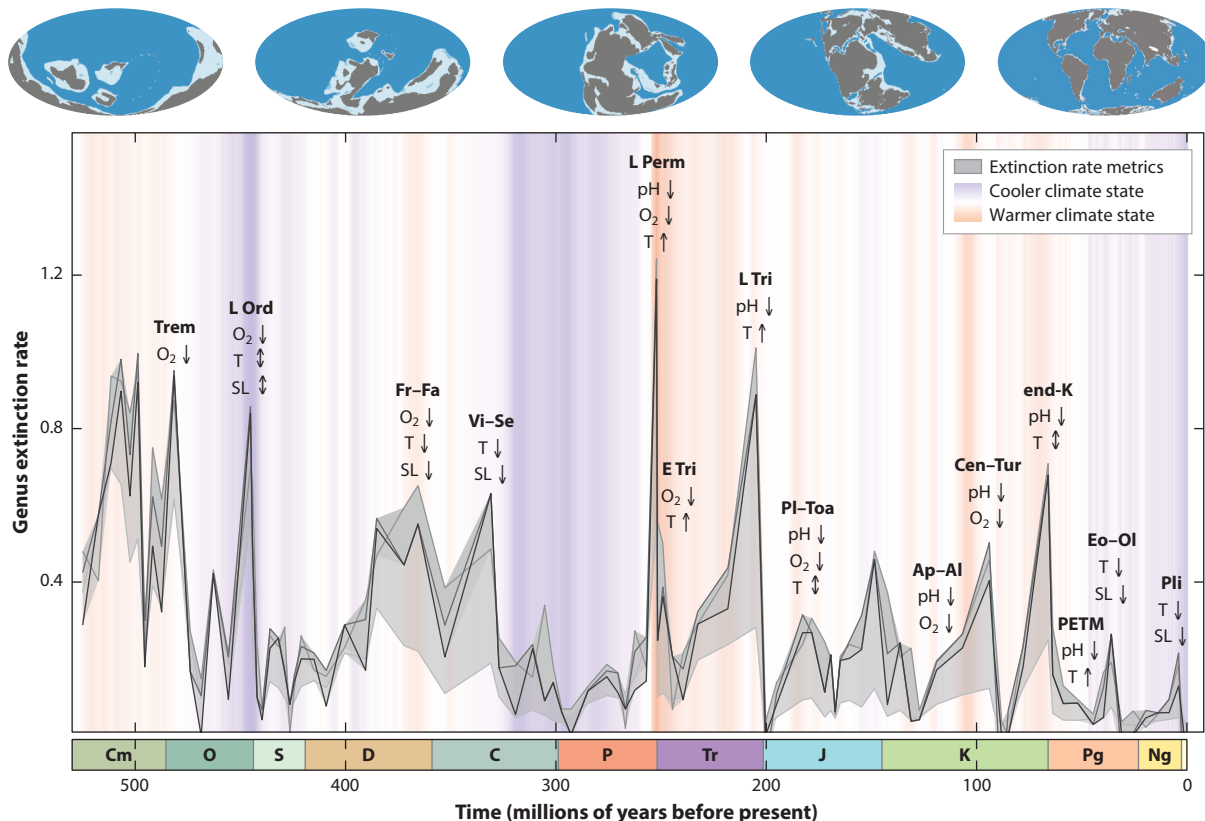 L Perm
pH ↓
O₂ ↓
T ↑
Extinction rate metrics
Cooler climate state
Warmer climate state
1.2
0.8
0.4
Genus extinction rate
Trem
O₂ ↓
L Ord
O₂ ↓
T ↕
SL ↕
Fr–Fa
O₂ ↓
T ↓
SL ↓
Vi–Se
T ↓
SL ↓
E Tri
O₂ ↓
T ↑
L Tri
pH ↓
T ↑
Pl–Toa
pH ↓
O₂ ↓
T ↕
Ap–Al
pH ↓
O₂ ↓
Cen–Tur
pH ↓
O₂ ↓
end-K
pH ↓
T ↕
PETM
pH ↓
T ↑
Eo–Ol
T ↓
SL ↓
Pli
T ↓
SL ↓
Cm O S D C P Tr J K Pg Ng
500 400 300 200 100 0
Time (millions of years before present)